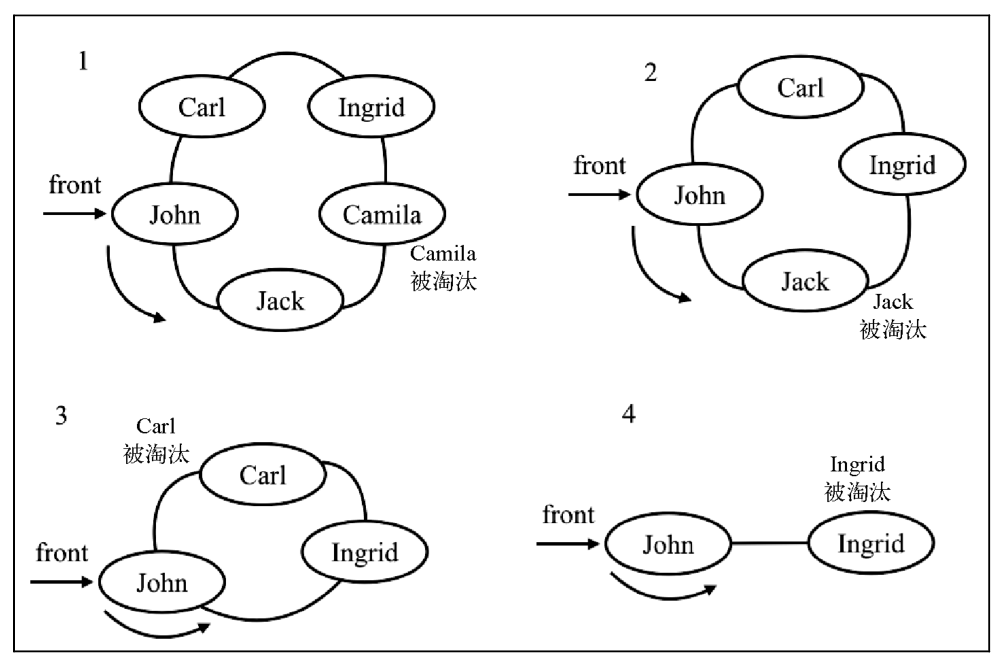 1
Carl
Ingrid
front
John
Camila
Camila
被淘汰
Jack
2
Carl
front
John
Ingrid
Jack
Jack
被淘汰
3
Carl
被淘汰
Carl
front
John
Ingrid
4
Ingrid
被淘汰
front
John
Ingrid